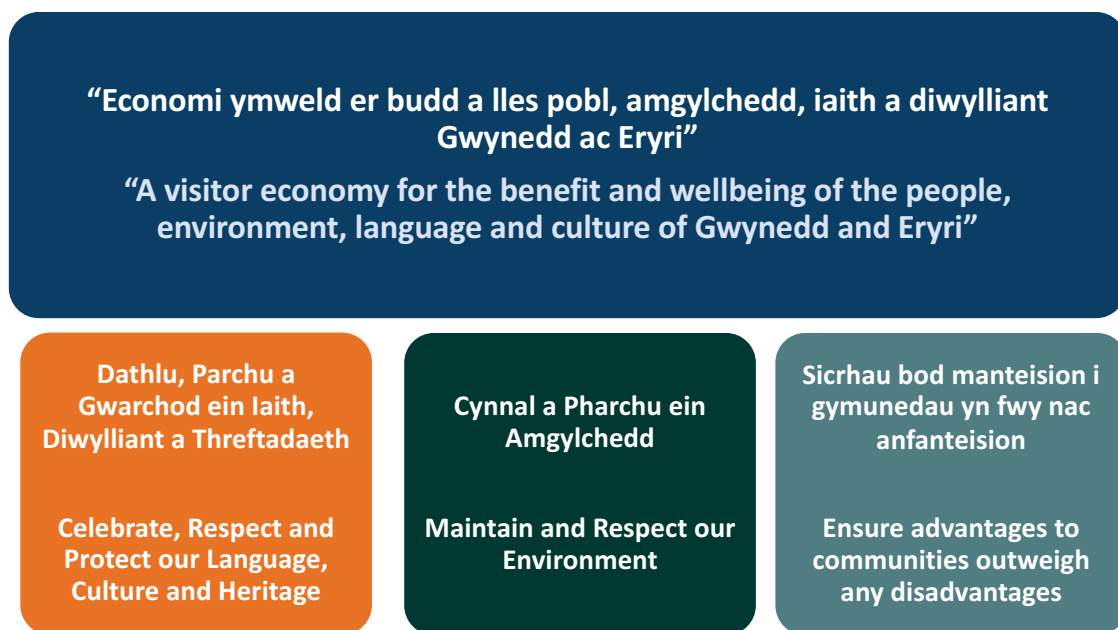 “Economi ymweld er budd a lles pobl, amgylchedd, iaith a diwylliant
Gwynedd ac Eryri”
“A visitor economy for the benefit and wellbeing of the people,
environment, language and culture of Gwynedd and Eryri”
Dathlu, Parchu a
Gwarchod ein Iaith,
Diwylliant a Threftadaeth
Celebrate, Respect and
Protect our Language,
Culture and Heritage
Cynnal a Pharchu ein
Amgylchedd
Maintain and Respect our
Environment
Sicrhau bod manteision i
gymunedau yn fwy nac
anfanteision
Ensure advantages to
communities outweigh
any disadvantages